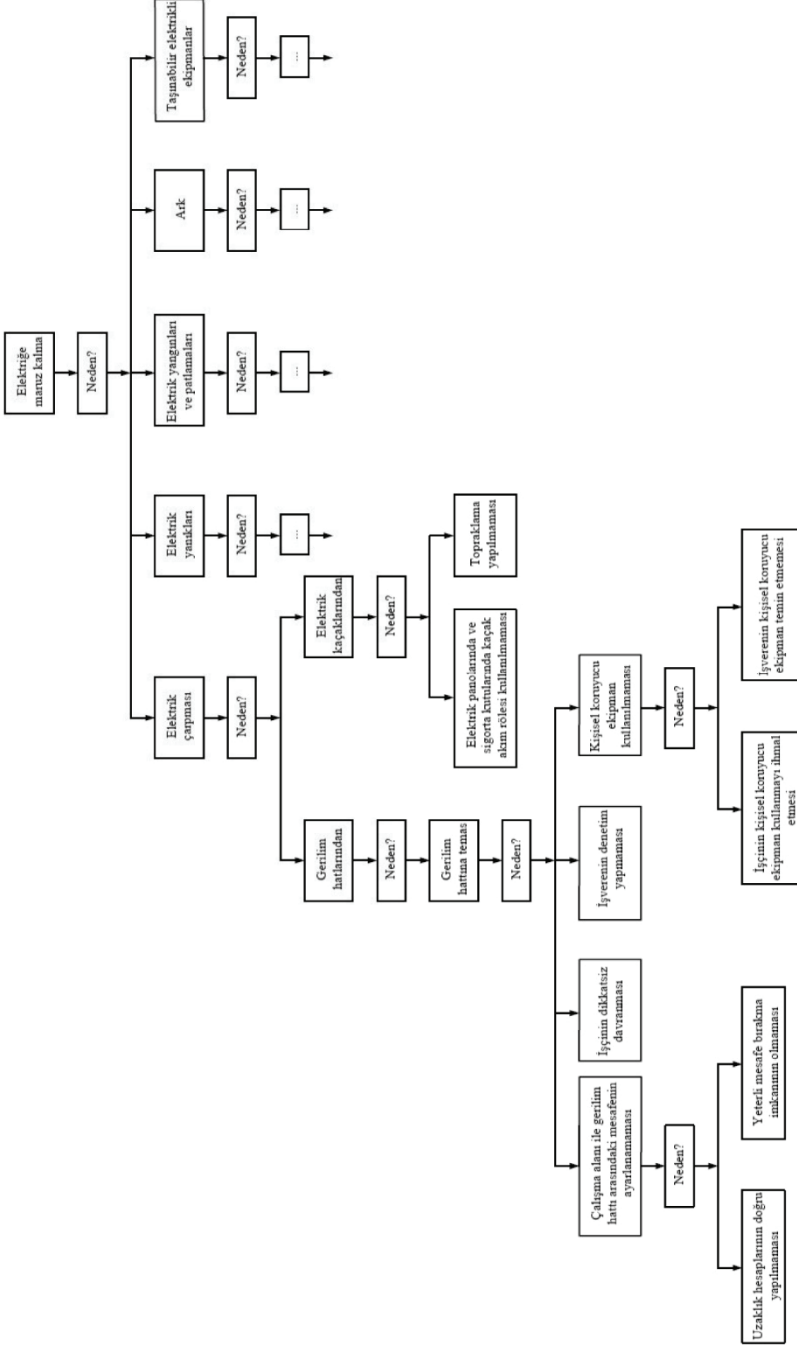 Elektriğe
maruz kalma
Neden?
Elektrik
çarpması
Elektrik
yanıkları
Elektrik yangınları
ve patlamaları
Ark
Taşınabilir elektrikli
ekipmanlar
Neden?
Neden?
Neden?
Neden?
Neden?
...
...
...
...
Gerilim
hatlarından
Elektrik
kaçaklarından
Neden?
Neden?
Gerilim
hattına temas
Elektrik panolarında ve
sigorta kutularında kaçak
akım rölesi kullanılmaması
Topraklama
yapılmaması
Neden?
Çalışma alanı ile gerilim
hattı arasındaki mesafenin
ayarlanamaması
İşçinin dikkatsiz
davranması
İşverenin denetim
yapmaması
Kişisel koruyucu
ekipman
kullanılmaması
Neden?
Neden?
Uzaklık hesaplarının doğru
yapılmaması
Yeterli mesafe bırakma
imkanının olmaması
İşçinin kişisel koruyucu
ekipman kullanmayı ihmal
etmesi
İşverenin kişisel koruyucu
ekipman temin etmemesi